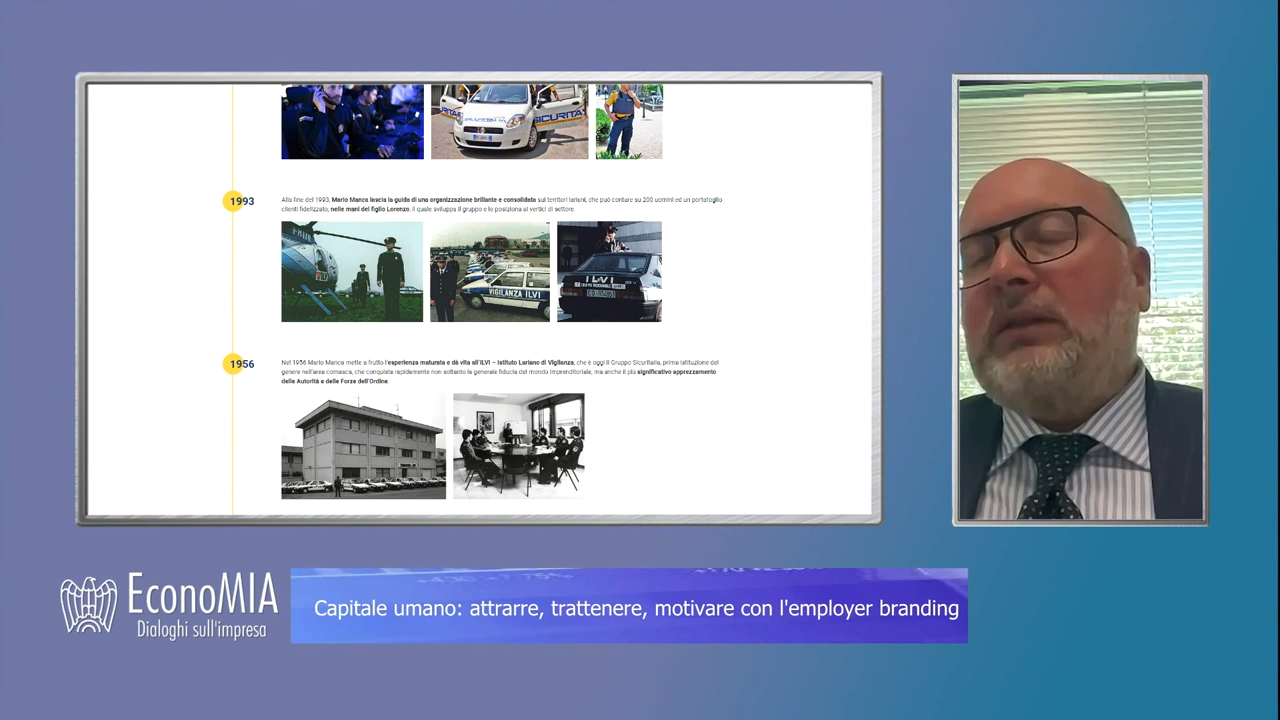 SICURITA
1993
Alla fine del 1993, Mario Manca lascia la guida di una organizzazione brillante e consolidata sui territori lariani, che può contare su 200 uomini ed un portafoglio
clienti fidelizzato, nelle mani del figlio Lorenzo, il quale sviluppa il gruppo e lo posiziona ai vertici di settore.
VIGILANZA ILVI
ILVI
1956
Nel 1956 Mario Manca mette a frutto l'esperienza maturata e dà vita all'ILVI – Istituto Lariano di Vigilanza, che è oggi il Gruppo Sicuritalia, prima istituzione del
genere nell'area comasca, che conquista rapidamente non soltanto la generale fiducia del mondo imprenditoriale, ma anche il più significativo apprezzamento
delle Autorità e delle Forze dell'Ordine.
EconoMIA
Dialoghi sull'impresa
Capitale umano: attrarre, trattenere, motivare con l'employer branding